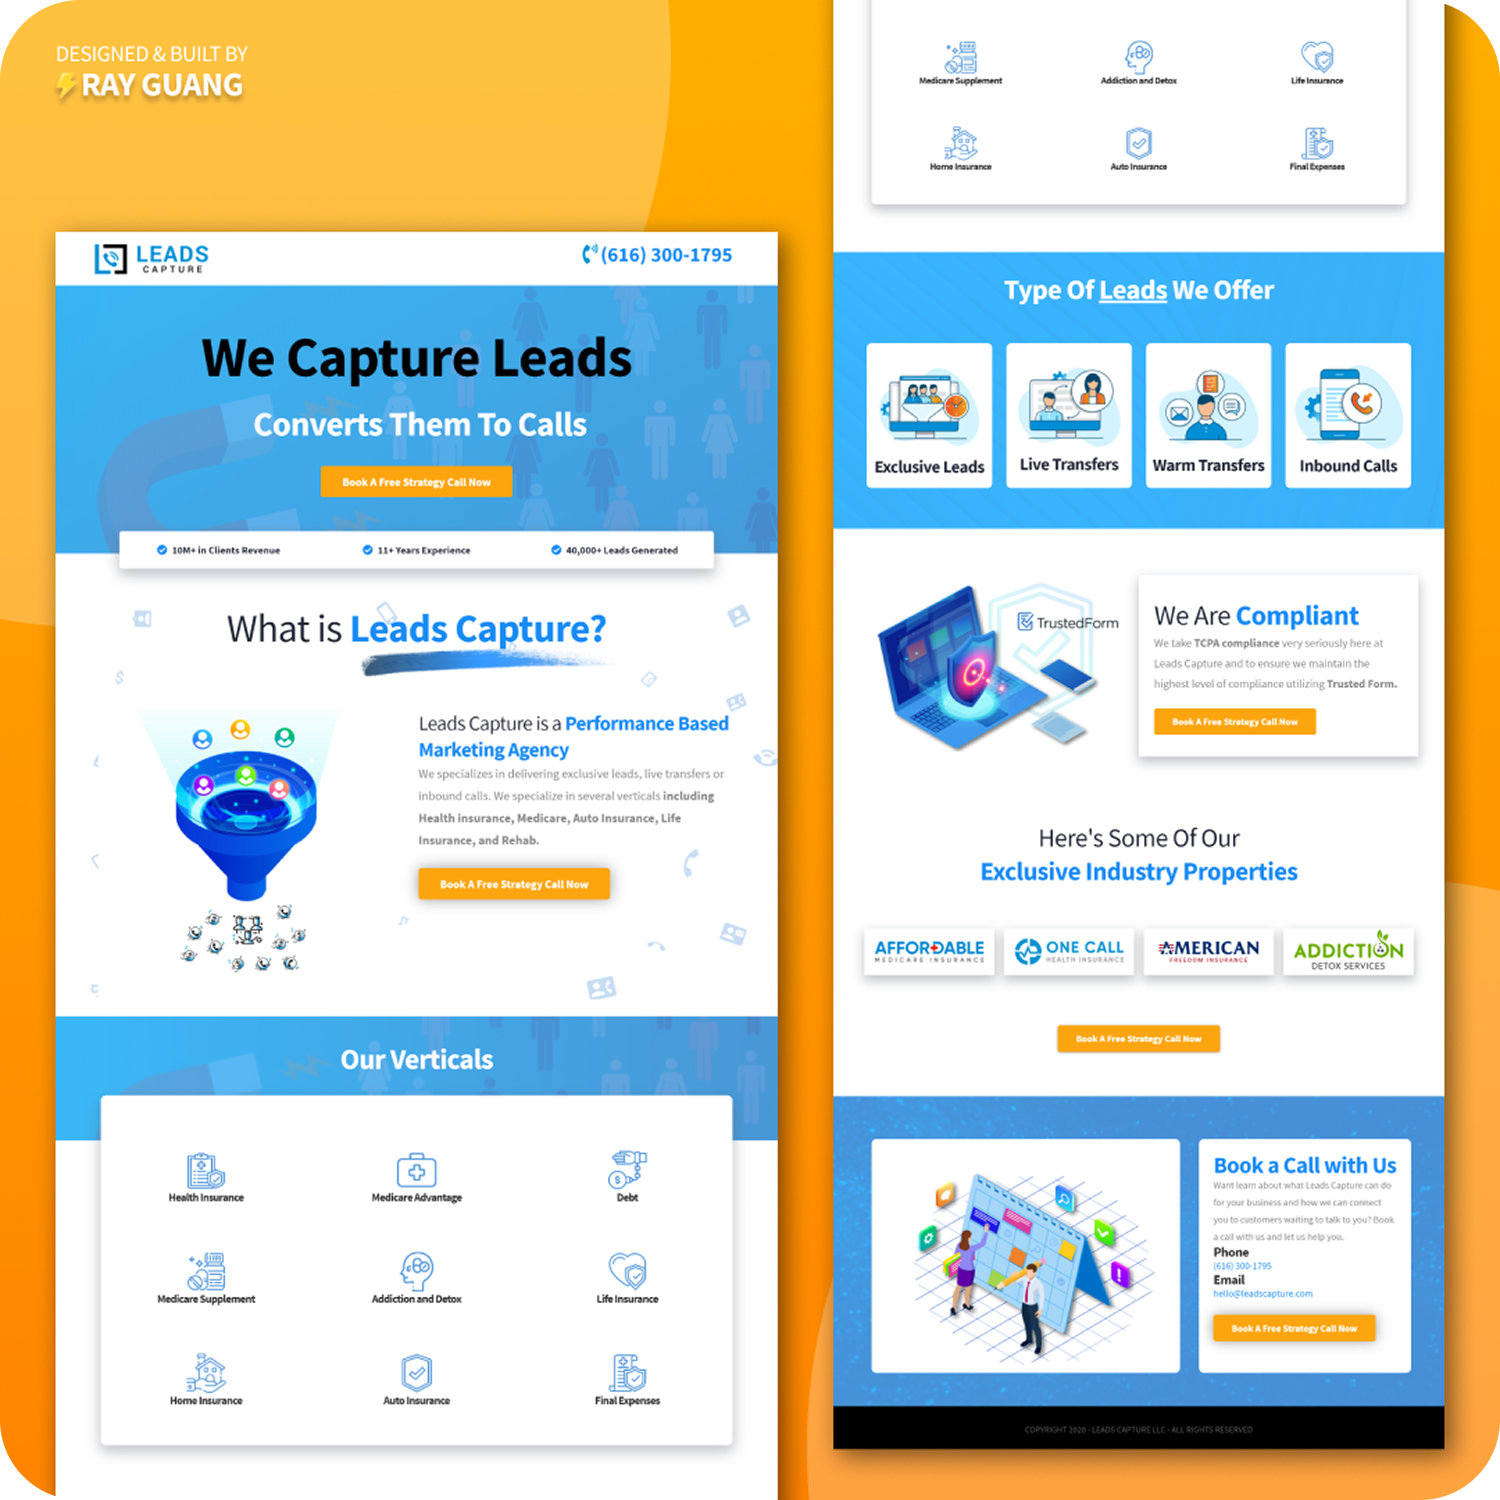 DESIGNED & BUILT BY
RAY GUANG
LEADS
CAPTURE
(616) 300-1795
We Capture Leads
Converts Them To Calls
Book A Free Strategy Call Now
10M+ in Clients Revenue
11+ Years Experience
40,000+ Leads Generated
What is Leads Capture?
Leads Capture is a Performance Based
Marketing Agency
We specializes in delivering exclusive leads, live transfers or
inbound calls. We specialize in several verticals including
Health insurance, Medicare, Auto Insurance, Life
Insurance, and Rehab.
Book A Free Strategy Call Now
Our Verticals
Health Insurance
Medicare Advantage
Debt
Medicare Supplement
Addiction and Detox
Life Insurance
Home Insurance
Auto Insurance
Final Expenses
Medicare Supplement
Addiction and Detox
Life Insurance
Home Insurance
Auto Insurance
Final Expenses
Type Of Leads We Offer
Exclusive Leads
Live Transfers
Warm Transfers
Inbound Calls
TrustedForm
We Are Compliant
We take TCPA compliance very seriously here at
Leads Capture and to ensure we maintain the
highest level of compliance utilizing Trusted Form.
Book A Free Strategy Call Now
Here's Some Of Our
Exclusive Industry Properties
AFFORDABLE
MEDICARE INSURANCE
ONE CALL
HEALTH INSURANCE
AMERICAN
FREEDOM INSURANCE
ADDICTION
DETOX SERVICES
Book A Free Strategy Call Now
Book a Call with Us
Want learn about what Leads Capture can do
for your business and how we can connect
you to customers waiting to talk to you? Book
a call with us and let us help you.
Phone
(616) 300-1795
Email
hello@leadscapture.com
Book A Free Strategy Call Now
COPYRIGHT 2020 - LEADS CAPTURE LLC - ALL RIGHTS RESERVED